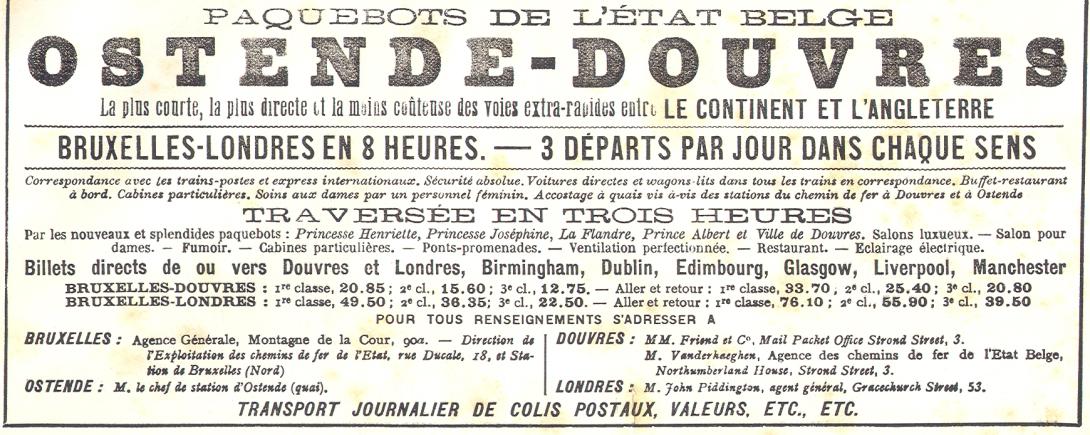 PAQUEBOTS DE L'ÉTAT BELGE
OSTENDE-DOUVRES
La plus courte, la plus directe et la moins coûteuse des voies extra-rapides entre LE CONTINENT ET L'ANGLETERRE
BRUXELLES-LONDRES EN 8 HEURES. — 3 DÉPARTS PAR JOUR DANS CHAQUE SENS
Correspondance avec les trains-postes et express internationaux. Sécurité absolue. Voitures directes et wagons-lits dans tous les trains en correspondance. Buffet-restaurant
à bord. Cabines particulières. Soins aux dames par un personnel féminin. Accostage à quais vis à-vis des stations du chemin de fer à Douvres et à Ostende
TRAVERSÉE EN TROIS HEURES
Par les nouveaux et splendides paquebots : Princesse Henriette, Princesse Joséphine, La Flandre, Prince Albert et Ville de Douvres. Salons luxueux. — Salon pour
dames. — Fumoir. — Cabines particulières. — Ponts-promenades. — Ventilation perfectionnée. — Restaurant. — Eclairage électrique.
Billets directs de ou vers Douvres et Londres, Birmingham, Dublin, Edimbourg, Glasgow, Liverpool, Manchester
BRUXELLES-DOUVRES : 1re classe, 20.85 ; 2e cl., 15.60 ; 3e cl., 12.75. — Aller et retour : 1re classe, 33.70 ; 2e cl., 25.40 ; 3e cl., 20.80
BRUXELLES-LONDRES : 1re classe, 49.50 ; 2e cl., 36.35 ; 3e cl., 22.50. — Aller et retour : 1re classe, 76.10 ; 2e cl., 55.90 ; 3e cl., 39.50
POUR TOUS RENSEIGNEMENTS S'ADRESSER A
BRUXELLES : Agence Générale, Montagne de la Cour, 90a. — Direction de
l'Exploitation des chemins de fer de l'Etat, rue Ducale, 18, et Sta-
tion de Bruxelles (Nord)
OSTENDE : M. le chef de station d'Ostende (quai).
DOUVRES : MM. Friend et Co, Mail Packet Office Strond Street, 3.
M. Vanderhaeghen, Agence des chemins de fer de l'Etat Belge,
Northumberland House, Strond Street, 3.
LONDRES : M. John Piddington, agent général, Gracechurch Street, 53.
TRANSPORT JOURNALIER DE COLIS POSTAUX, VALEURS, ETC., ETC.